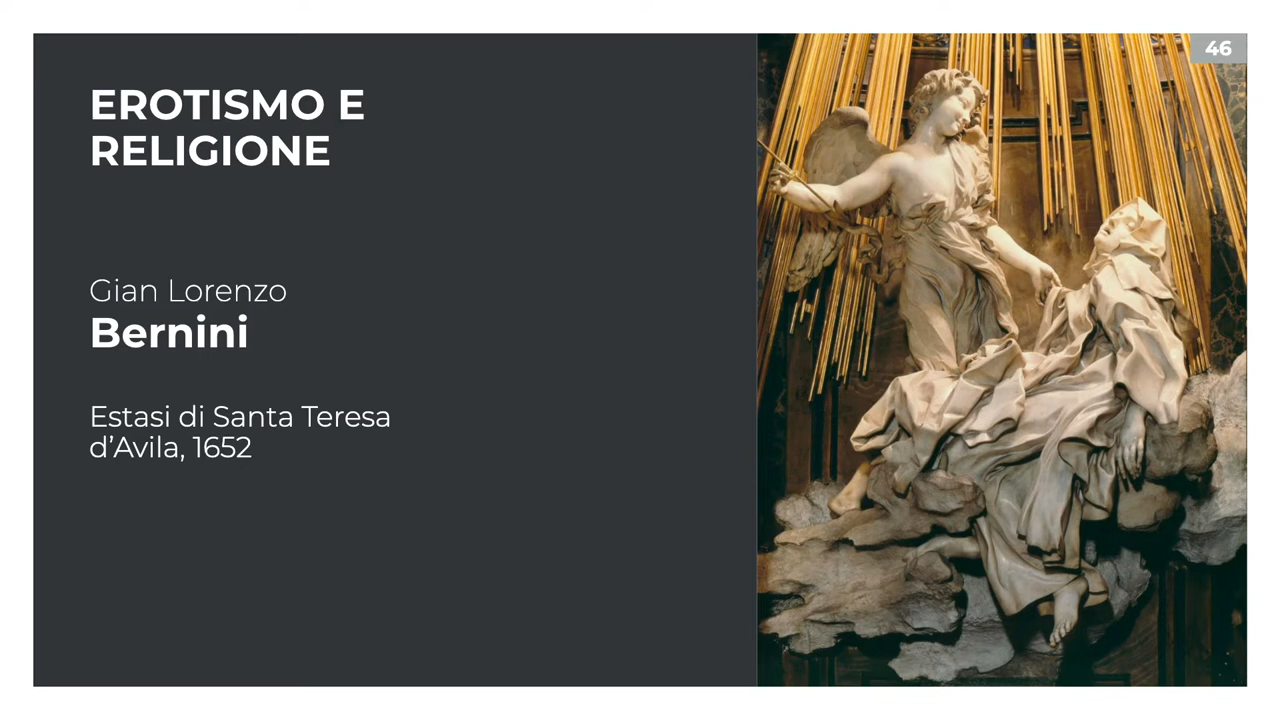 46
EROTISMO E
RELIGIONE
Gian Lorenzo
Bernini
Estasi di Santa Teresa
d’Avila, 1652